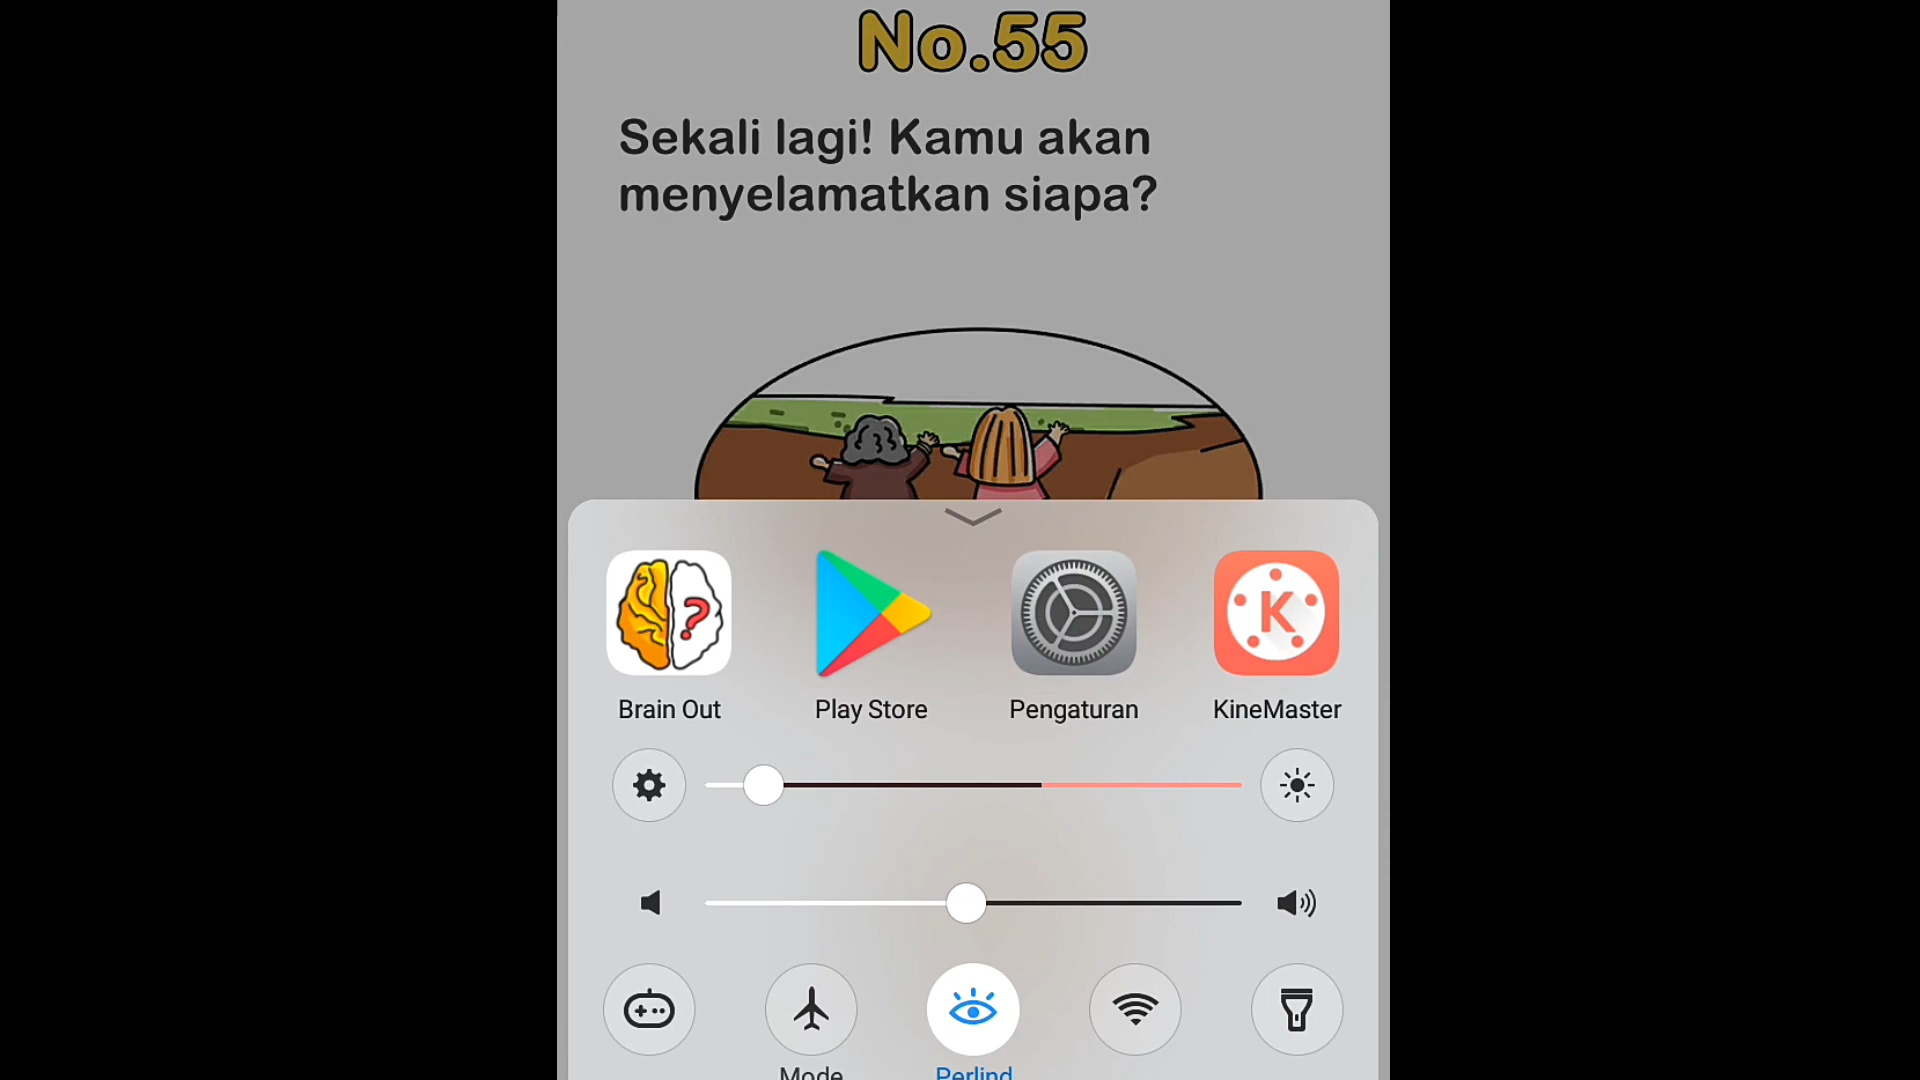 No.55
Sekali lagi! Kamu akan
menyelamatkan siapa?
?
Brain Out
Play Store
Pengaturan
K
KineMaster
Mode
Perlind